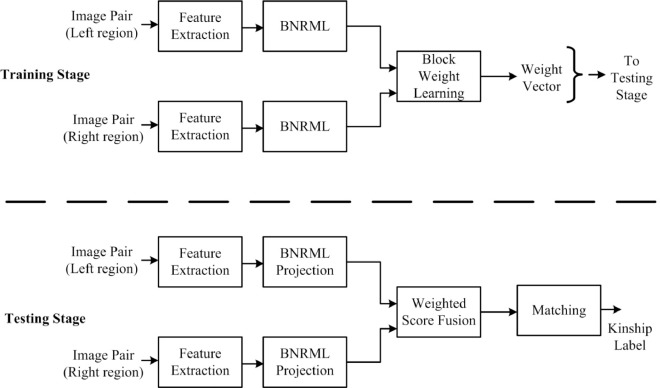 Image Pair
(Left region)
Feature
Extraction
BNRML
Training Stage
Block
Weight
Learning
Weight
Vector
To
Testing
Stage
Image Pair
(Right region)
Feature
Extraction
BNRML
Image Pair
(Left region)
Feature
Extraction
BNRML
Projection
Testing Stage
Weighted
Score Fusion
Matching
Kinship
Label
Image Pair
(Right region)
Feature
Extraction
BNRML
Projection